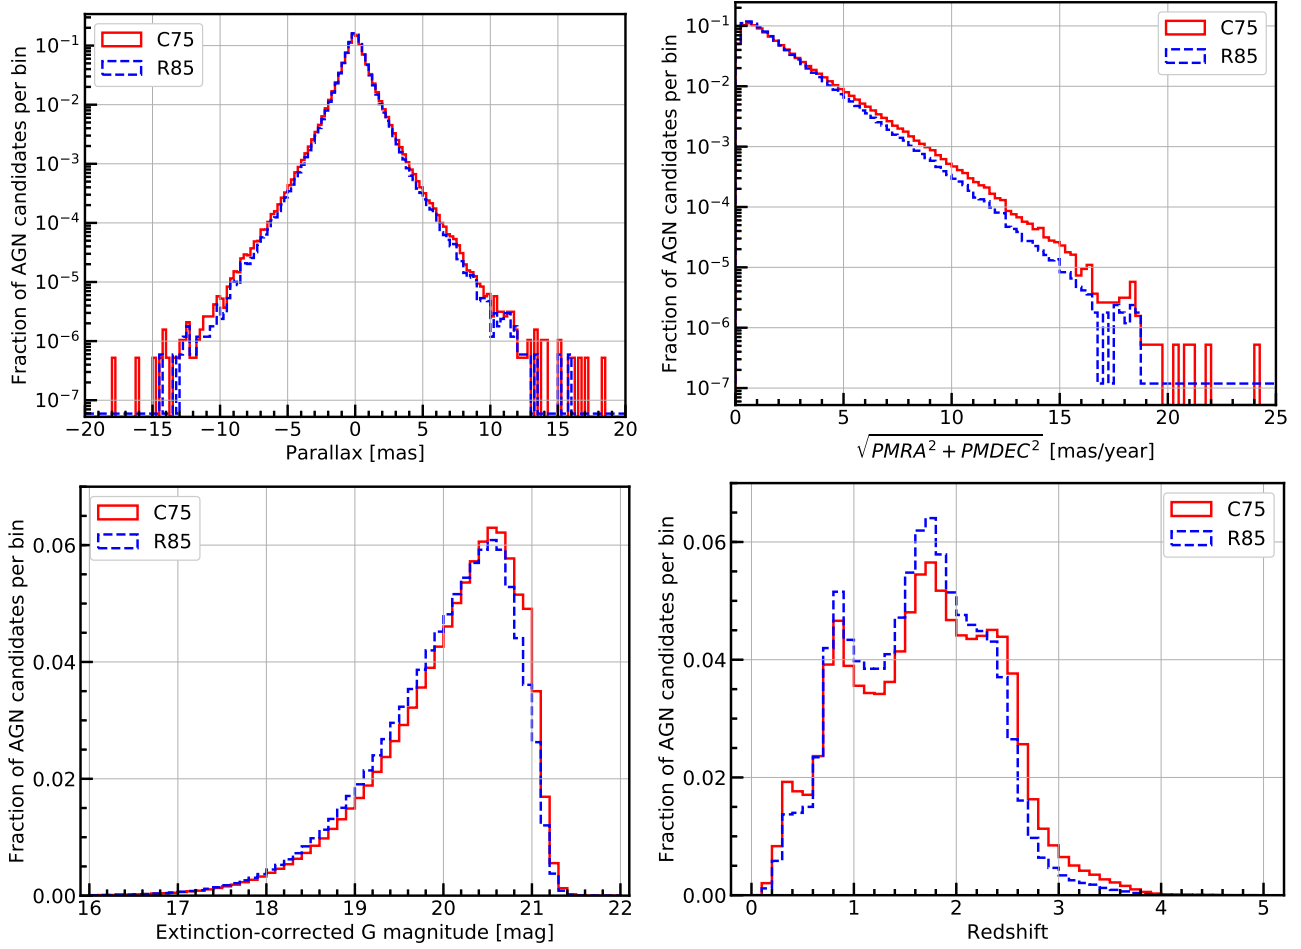 C75
R85
Fraction of AGN candidates per bin
10⁻¹
10⁻²
10⁻³
10⁻⁴
10⁻⁵
10⁻⁶
10⁻⁷
−20 −15 −10 −5 0 5 10 15 20
Parallax [mas]
C75
R85
Fraction of AGN candidates per bin
10⁻¹
10⁻²
10⁻³
10⁻⁴
10⁻⁵
10⁻⁶
10⁻⁷
0 5 10 15 20 25
√PMRA² + PMDEC² [mas/year]
C75
R85
Fraction of AGN candidates per bin
0.06
0.04
0.02
0.00
16 17 18 19 20 21 22
Extinction-corrected G magnitude [mag]
C75
R85
Fraction of AGN candidates per bin
0.06
0.04
0.02
0.00
0 1 2 3 4 5
Redshift